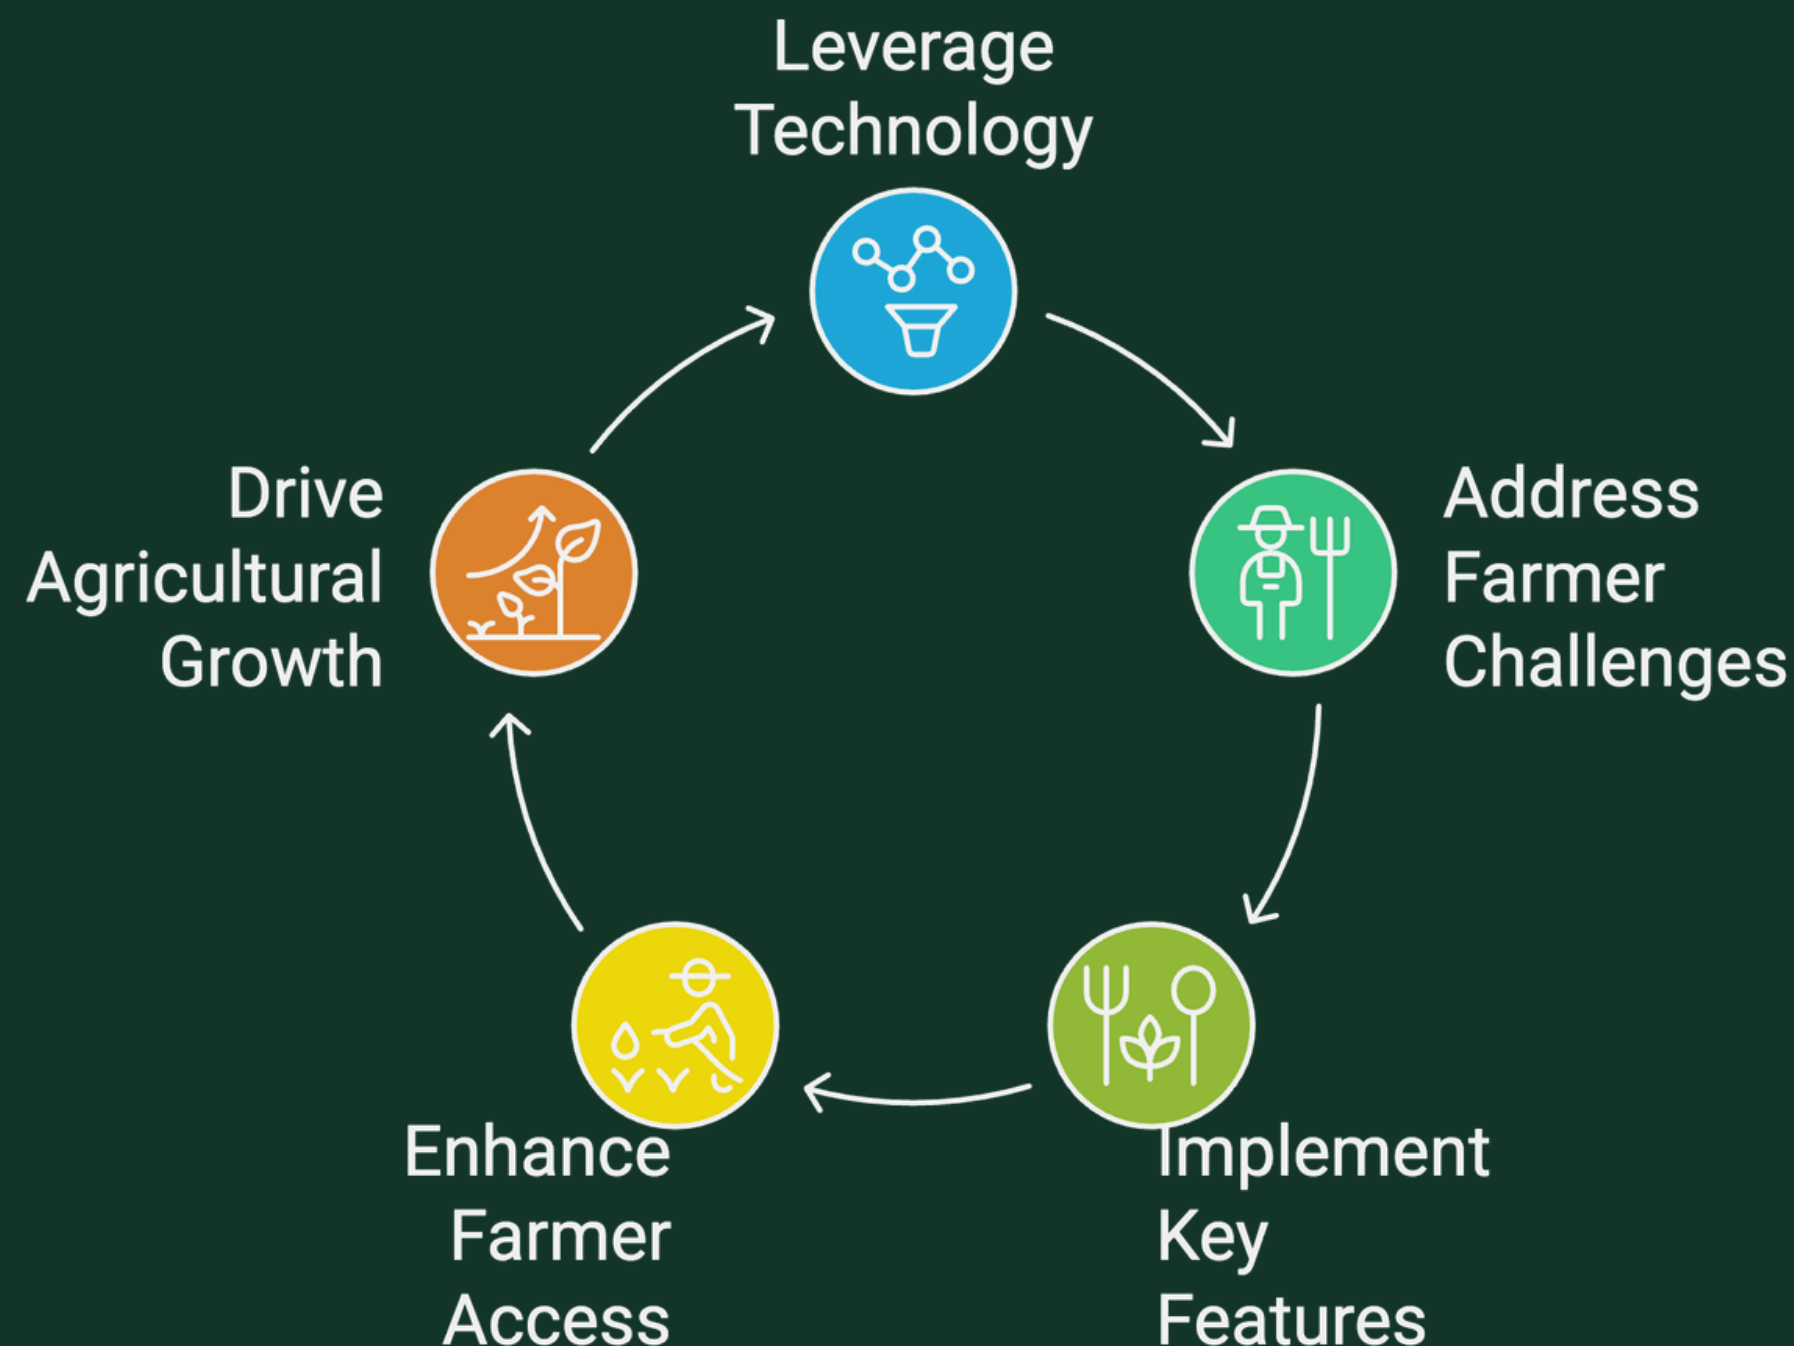 Leverage
Technology
Address
Farmer
Challenges
Implement
Key
Features
Enhance
Farmer
Access
Drive
Agricultural
Growth